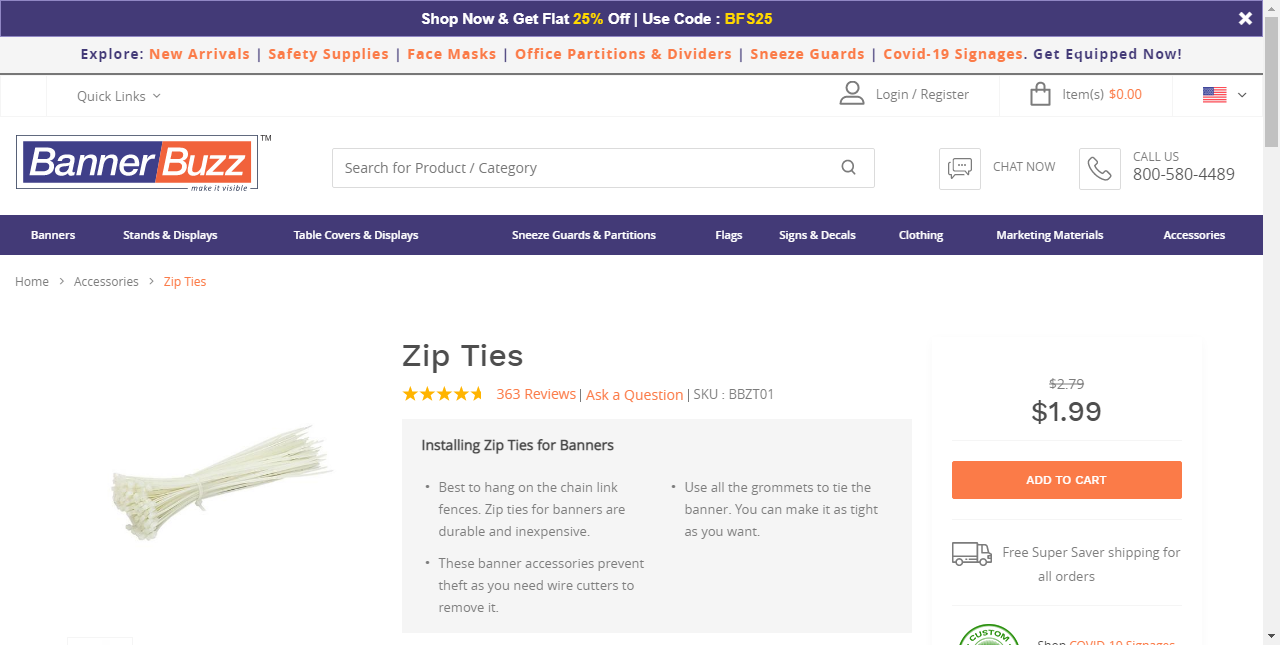 Shop Now & Get Flat 25% Off | Use Code : BFS25
Explore: New Arrivals | Safety Supplies | Face Masks | Office Partitions & Dividers | Sneeze Guards | Covid-19 Signages. Get Equipped Now!
Quick Links
Login / Register
Item(s) $0.00
BannerBuzz™
make it visible
Search for Product / Category
CHAT NOW
CALL US
800-580-4489
Banners Stands & Displays Table Covers & Displays Sneeze Guards & Partitions Flags Signs & Decals Clothing Marketing Materials Accessories
Home > Accessories > Zip Ties
Zip Ties
363 Reviews | Ask a Question | SKU : BBZT01
Installing Zip Ties for Banners
• Best to hang on the chain link
fences. Zip ties for banners are
durable and inexpensive.
• These banner accessories prevent
theft as you need wire cutters to
remove it.
• Use all the grommets to tie the
banner. You can make it as tight
as you want.
$2.79
$1.99
ADD TO CART
Free Super Saver shipping for
all orders
CUSTOM
Shop COVID-19 Signages